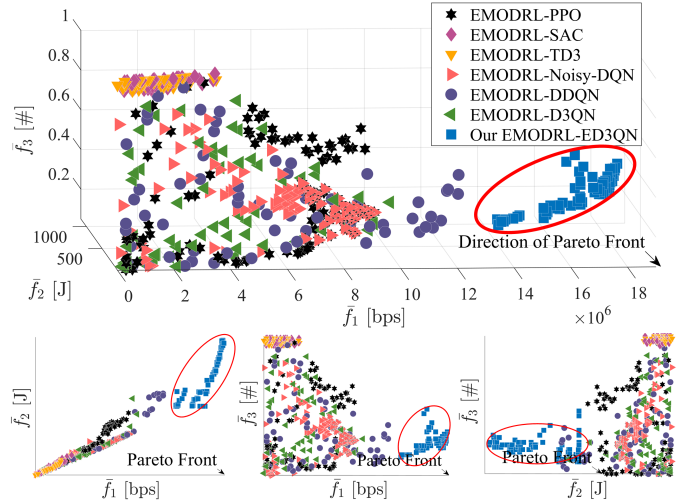 1
0.8
0.6
0.4
0.2
f̄₃ [#]
1000
500
f̄₂ [J]
0
2
4
6
8
10
12
14
16
18
×10⁶
f̄₁ [bps]
EMODRL-PPO
EMODRL-SAC
EMODRL-TD3
EMODRL-Noisy-DQN
EMODRL-DDQN
EMODRL-D3QN
Our EMODRL-ED3QN
Direction of Pareto Front
f̄₂ [J]
Pareto Front
f̄₁ [bps]
f̄₃ [#]
Pareto Front
f̄₁ [bps]
f̄₃ [#]
Pareto Front
f̄₂ [J]